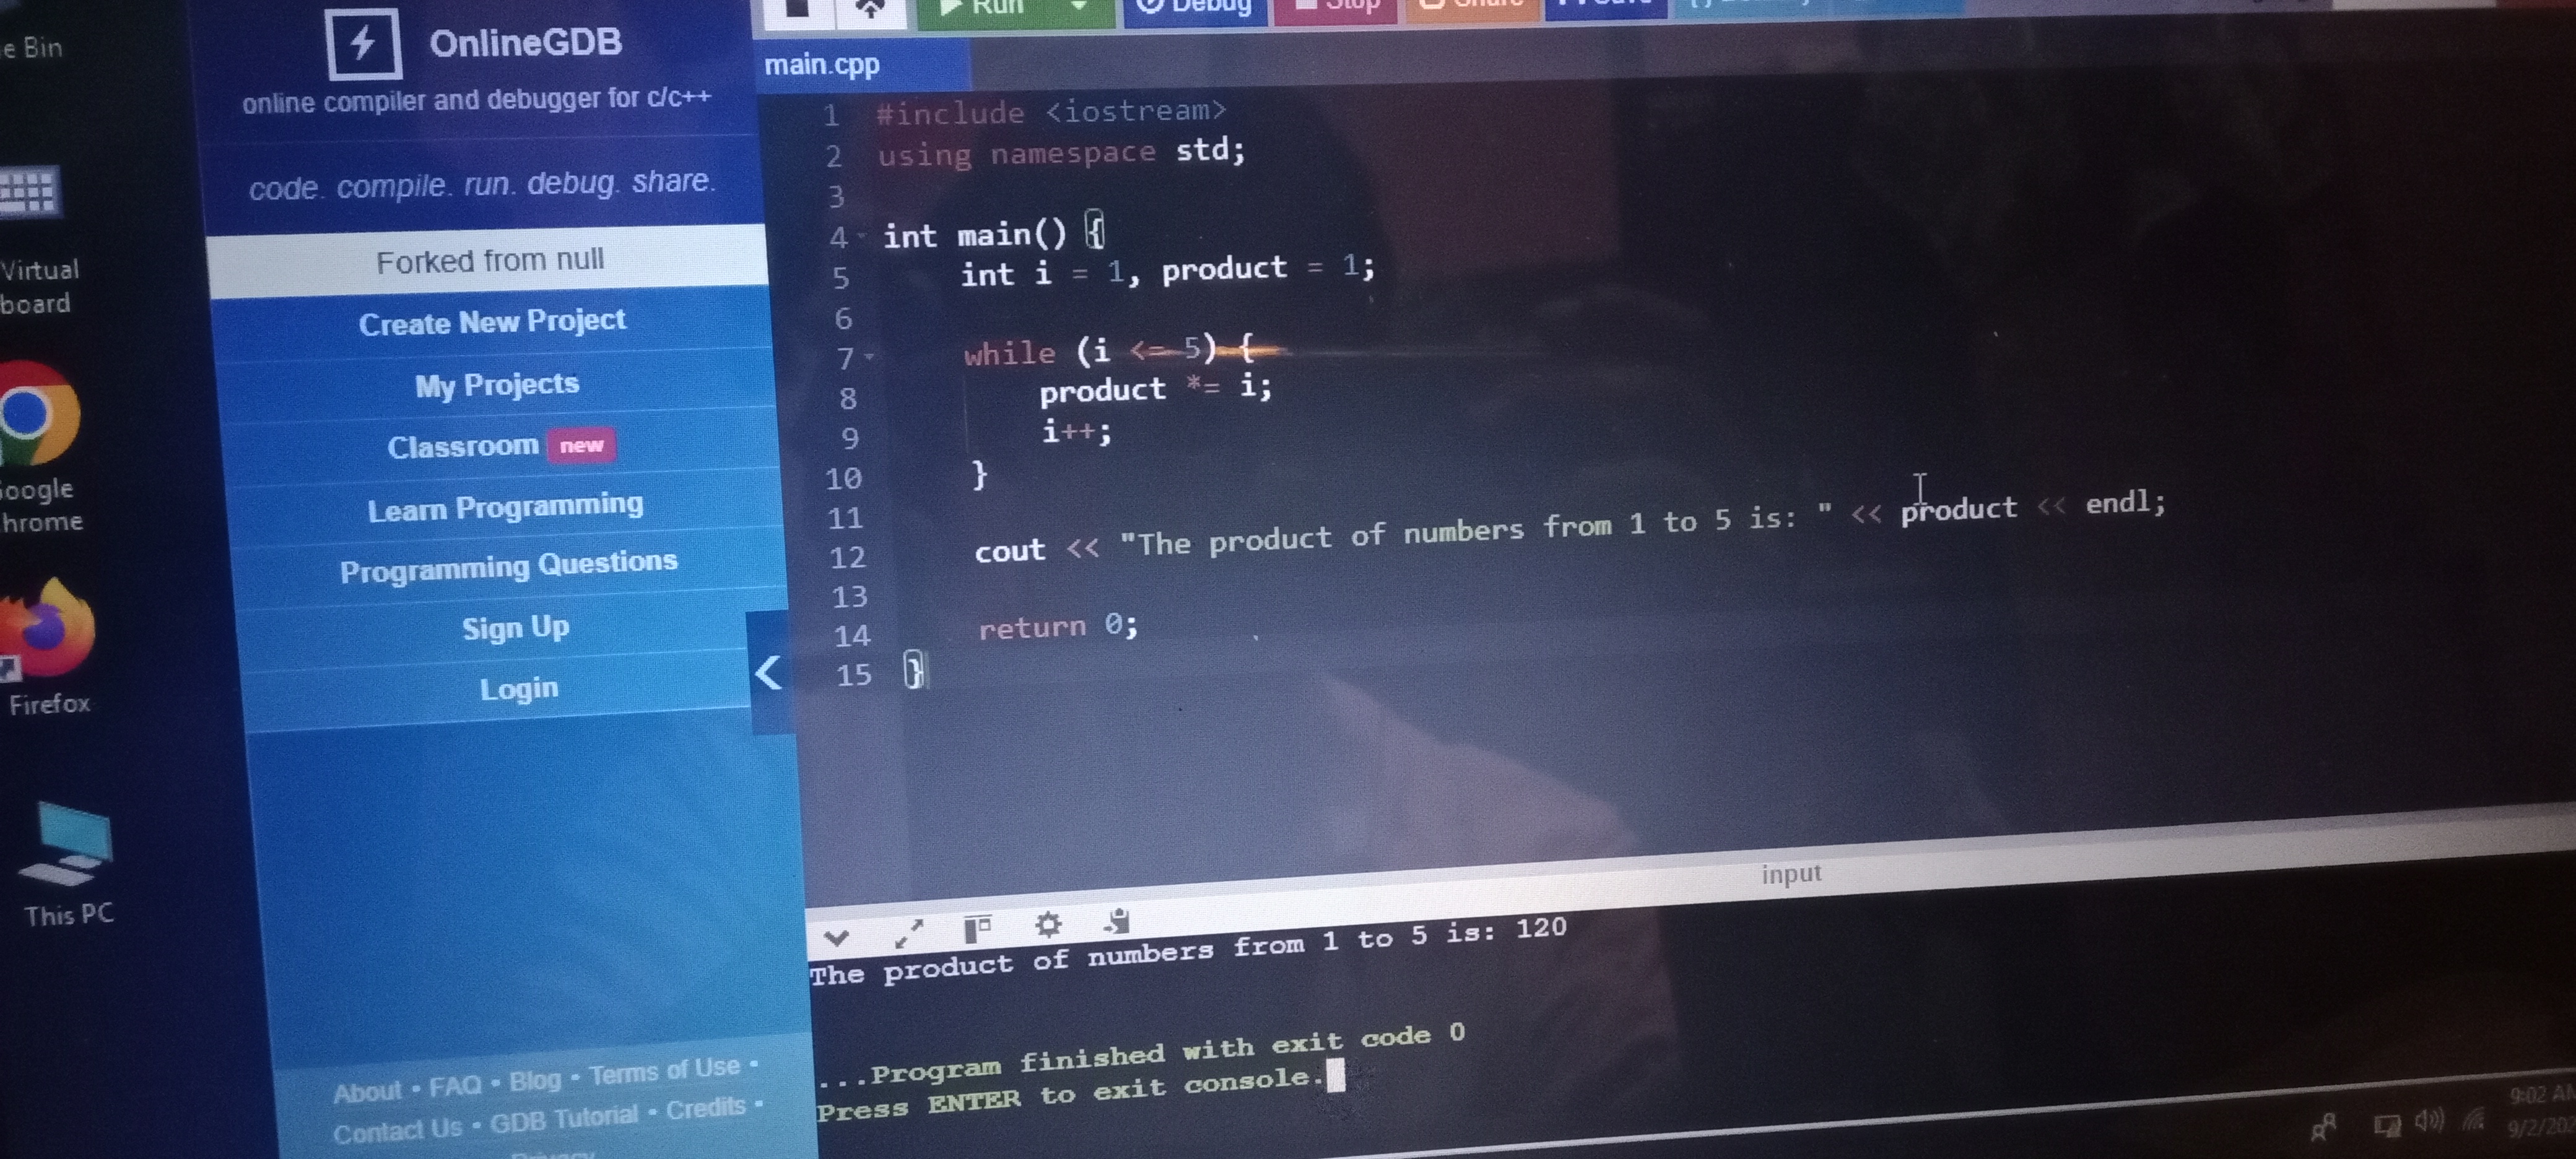 e Bin
Virtual
board
oogle
hrome
Firefox
This PC
OnlineGDB
online compiler and debugger for c/c++
code. compile. run. debug. share.
Forked from null
Create New Project
My Projects
Classroom new
Learn Programming
Programming Questions
Sign Up
Login
About • FAQ • Blog • Terms of Use •
Contact Us • GDB Tutorial • Credits •
Privacy
Run Debug Stop Share
main.cpp
1 #include <iostream>
2 using namespace std;
3
4 int main() {
5 int i = 1, product = 1;
6
7 while (i <= 5) {
8 product *= i;
9 i++;
10 }
11
12 cout << "The product of numbers from 1 to 5 is: " << product << endl;
13
14 return 0;
15 }
input
The product of numbers from 1 to 5 is: 120
...Program finished with exit code 0
Press ENTER to exit console.
9:02 AM
9/2/202